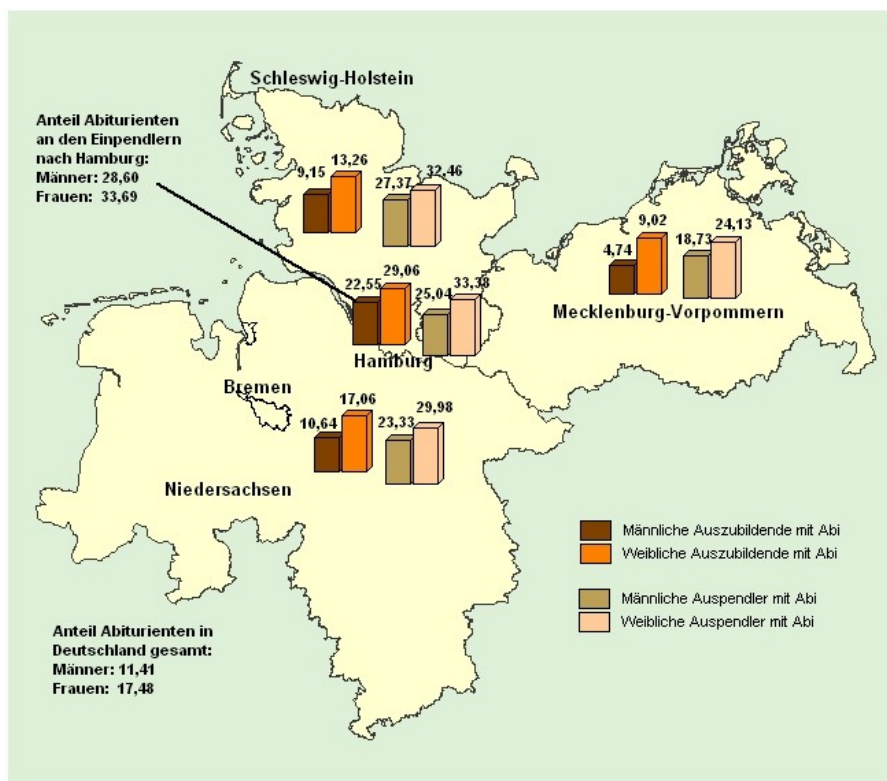 Schleswig-Holstein
Anteil Abiturienten
an den Einpendlern
nach Hamburg:
Männer: 28,60
Frauen: 33,69
9,15 13,26
27,37 32,46
4,74 9,02
18,73 24,13
Mecklenburg-Vorpommern
22,55 29,06
25,04 33,38
Hamburg
Bremen
10,64 17,06
23,33 29,98
Niedersachsen
Männliche Auszubildende mit Abi
Weibliche Auszubildende mit Abi
Männliche Auspendler mit Abi
Weibliche Auspendler mit Abi
Anteil Abiturienten in
Deutschland gesamt:
Männer: 11,41
Frauen: 17,48